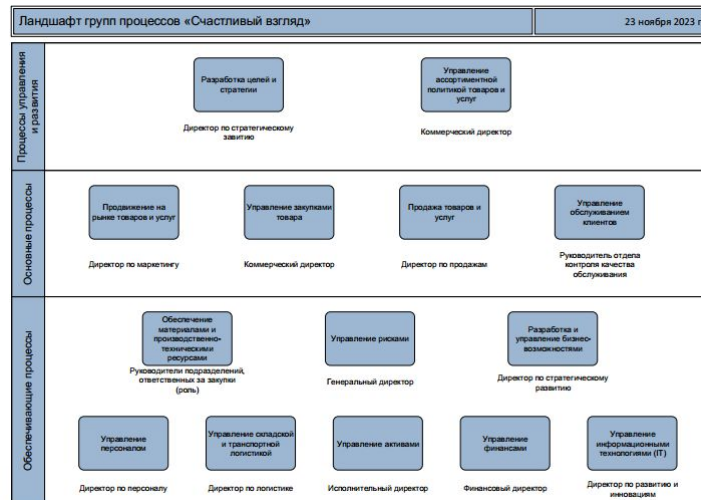 Ландшафт групп процессов «Счастливый взгляд»
23 ноября 2023 г
Процессы управления
и развития
Разработка целей и
стратегии
Директор по стратегическому
завитию
Управление
ассортиментной
политикой товаров и
услуг
Коммерческий директор
Основные процессы
Продвижение на
рынке товаров и услуг
Директор по маркетингу
Управление закупками
товара
Коммерческий директор
Продажа товаров и
услуг
Директор по продажам
Управление
обслуживанием
клиентов
Руководитель отдела
контроля качества
обслуживания
Обеспечивающие процессы
Обеспечение
материалами и
производственно-
техническими
ресурсами
Руководители подразделений,
ответственных за закупки
(роль)
Управление рисками
Генеральный директор
Разработка и
управление бизнес-
возможностями
Директор по стратегическому
развитию
Управление
персоналом
Директор по персоналу
Управление складской
и транспортной
логистикой
Директор по логистике
Управление активами
Исполнительный директор
Управление
финансами
Финансовый директор
Управление
информационными
технологиями (IT)
Директор по развитию и
инновациям